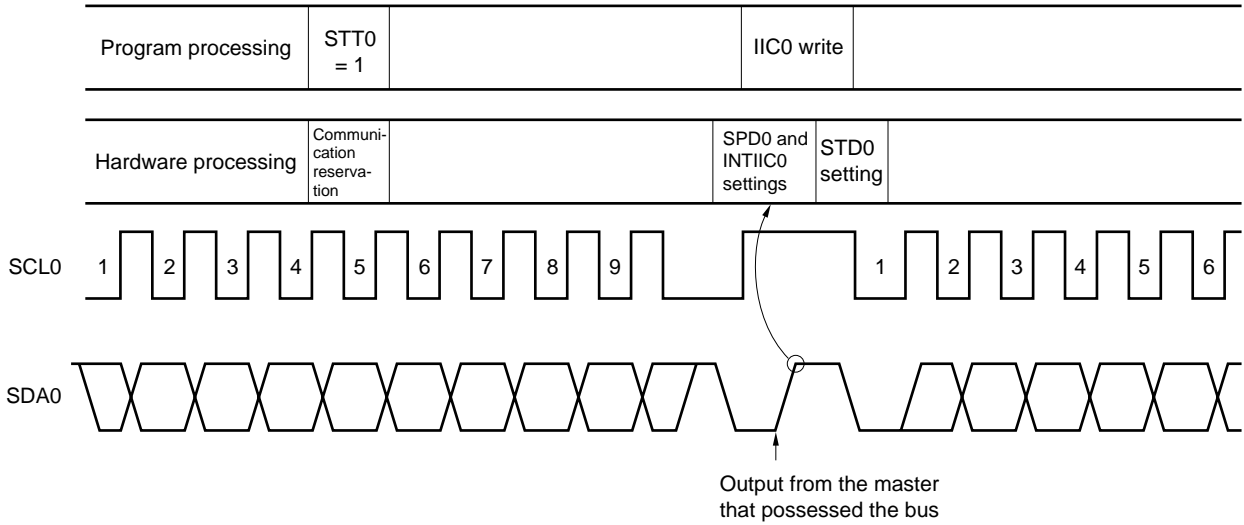 Program processing
STT0
= 1
IIC0 write
Hardware processing
Communi-
cation
reserva-
tion
SPD0 and
INTIIC0
settings
STD0
setting
SCL0 1 2 3 4 5 6 7 8 9 1 2 3 4 5 6
SDA0
Output from the master
that possessed the bus